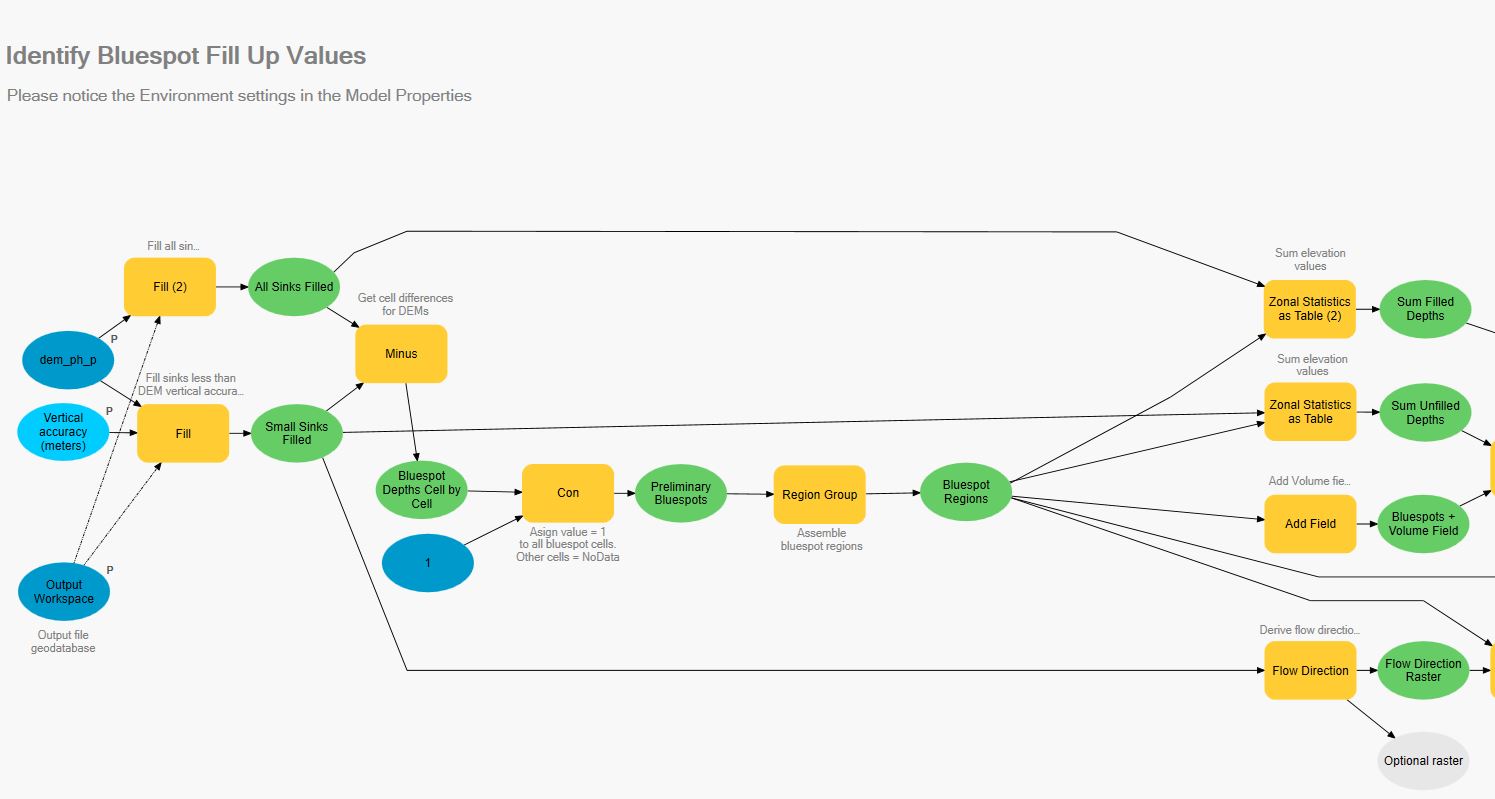 Identify Bluespot Fill Up Values
Please notice the Environment settings in the Model Properties
Fill all sin...
Fill (2)
All Sinks Filled
Get cell differences
for DEMs
Minus
dem_ph_p
P
Fill sinks less than
DEM vertical accura...
Vertical
accuracy
(meters)
P
Fill
Small Sinks
Filled
Bluespot
Depths Cell by
Cell
Con
Asign value = 1
to all bluespot cells.
Other cells = NoData
1
Preliminary
Bluespots
Region Group
Assemble
bluespot regions
Bluespot
Regions
Output
Workspace
P
Output file
geodatabase
Sum elevation
values
Zonal Statistics
as Table (2)
Sum Filled
Depths
Sum elevation
values
Zonal Statistics
as Table
Sum Unfilled
Depths
Add Volume fie...
Add Field
Bluespots +
Volume Field
Derive flow directio...
Flow Direction
Flow Direction
Raster
Optional raster